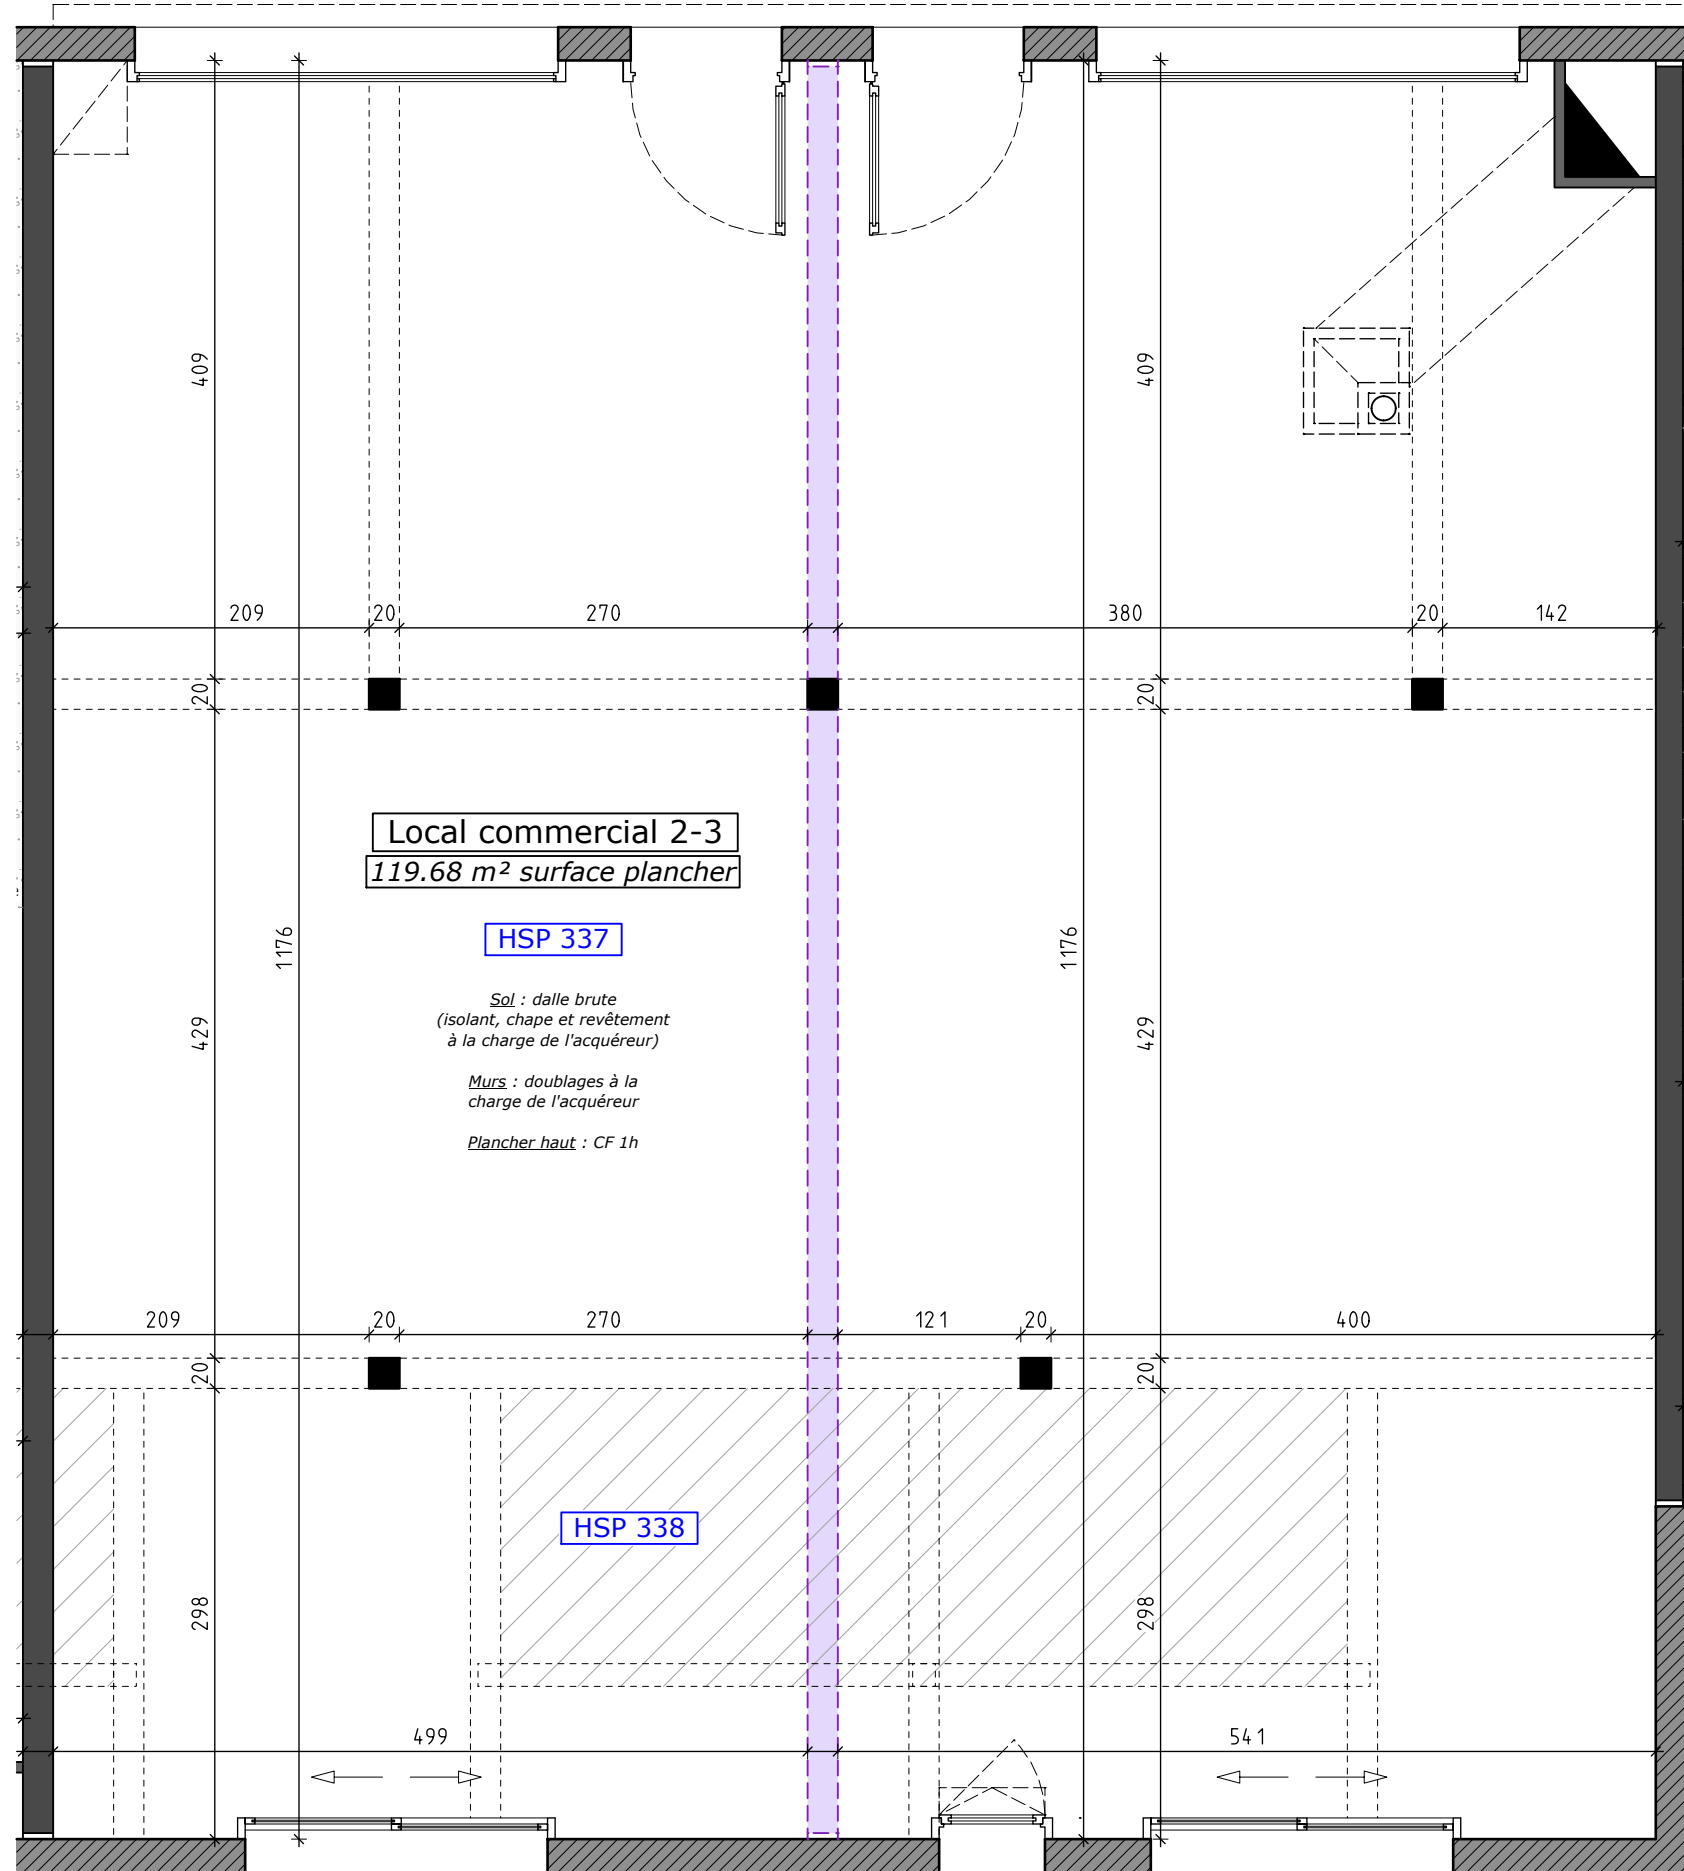 409
409
209
20
270
380
20
142
20
20
Local commercial 2-3
119.68 m² surface plancher
HSP 337
1176
1176
Sol : dalle brute
(isolant, chape et revêtement
à la charge de l'acquéreur)
429
429
Murs : doublages à la
charge de l'acquéreur
Plancher haut : CF 1h
209
20
270
121
20
400
20
20
HSP 338
298
298
499
541